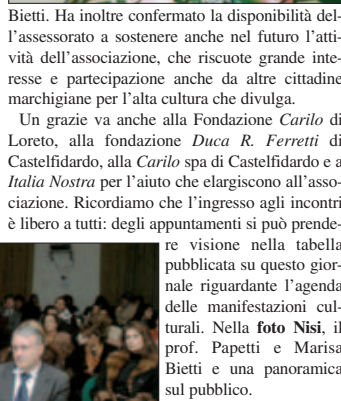 Bietti. Ha inoltre confermato la disponibilità del-
l'assessorato a sostenere anche nel futuro l'atti-
vità dell'associazione, che riscuote grande inte-
resse e partecipazione anche da altre cittadine
marchigiane per l'alta cultura che divulga.
Un grazie va anche alla Fondazione Carilo di
Loreto, alla fondazione Duca R. Ferretti di
Castelfidardo, alla Carilo spa di Castelfidardo e a
Italia Nostra per l'aiuto che elargiscono all'asso-
ciazione. Ricordiamo che l'ingresso agli incontri
è libero a tutti: degli appuntamenti si può prende-
re visione nella tabella
pubblicata su questo gior-
nale riguardante l'agenda
delle manifestazioni cul-
turali. Nella foto Nisi, il
prof. Papetti e Marisa
Bietti e una panoramica
sul pubblico.